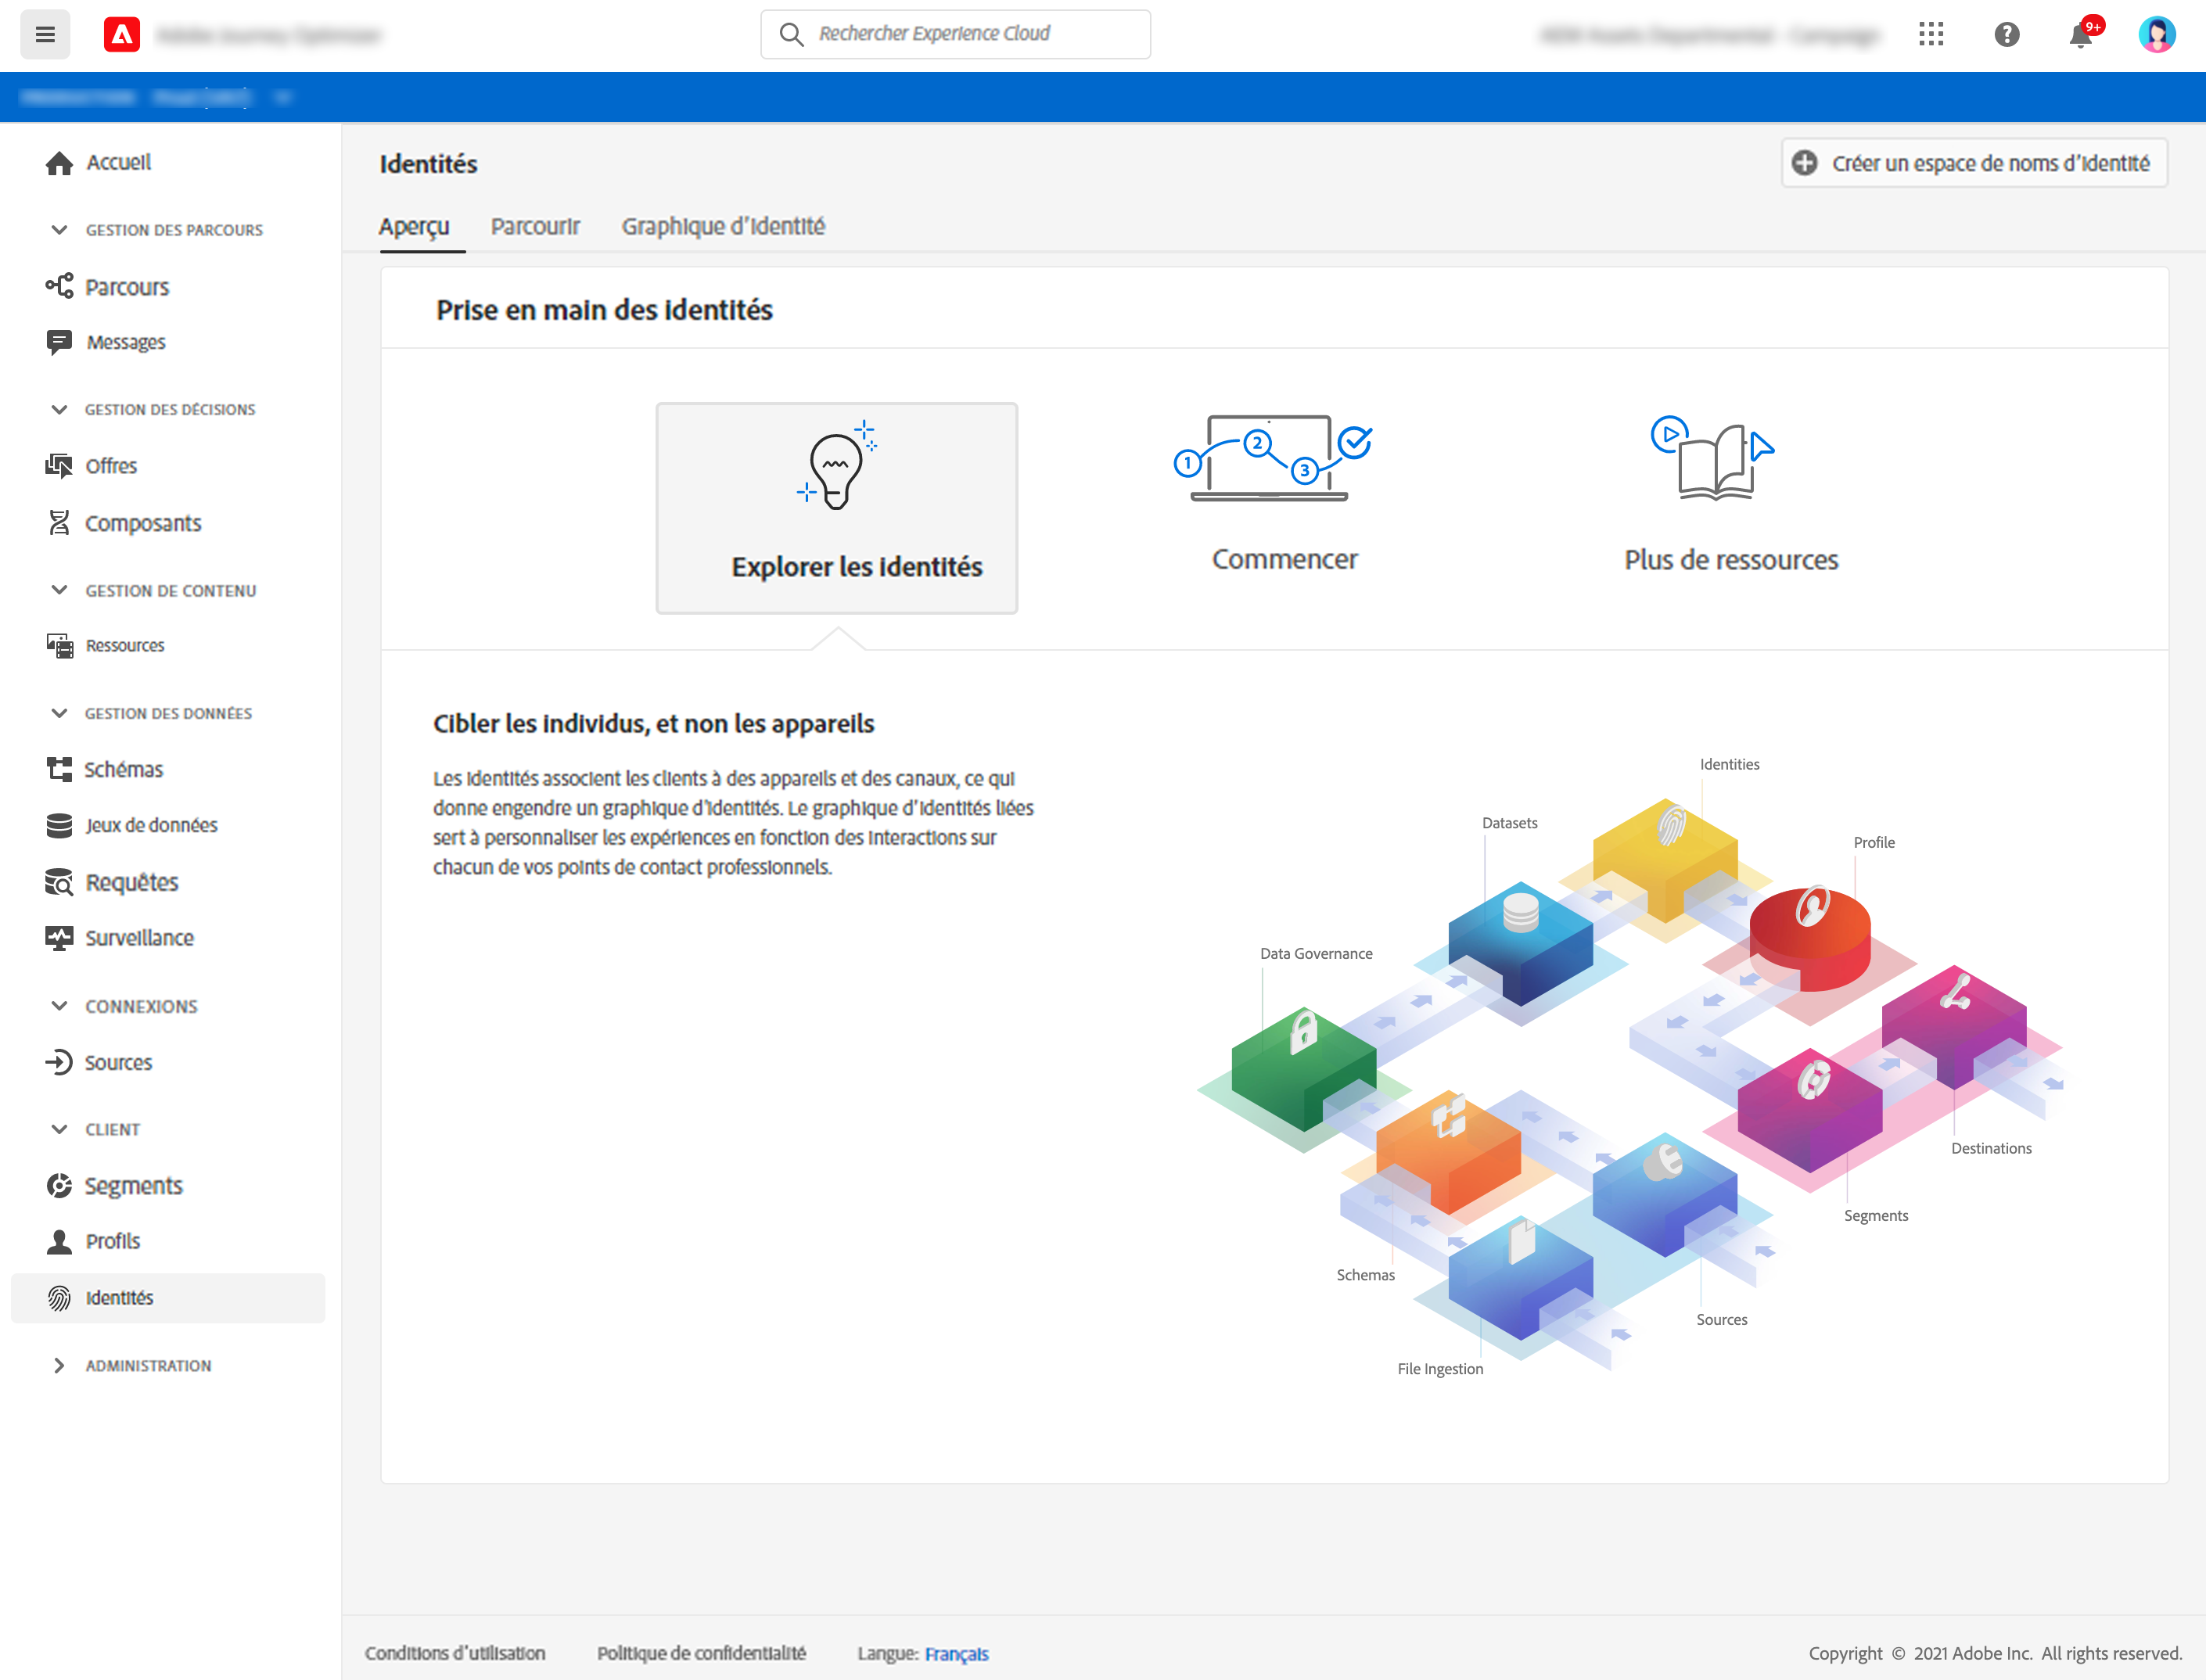 Rechercher Experience Cloud
9+
Accueil
GESTION DES PARCOURS
Parcours
Messages
GESTION DES DÉCISIONS
Offres
Composants
GESTION DE CONTENU
Ressources
GESTION DES DONNÉES
Schémas
Jeux de données
Requêtes
Surveillance
CONNEXIONS
Sources
CLIENT
Segments
Profils
Identités
ADMINISTRATION
Identités
Créer un espace de noms d'identité
Aperçu
Parcourir
Graphique d'identité
Prise en main des identités
1
2
3
Explorer les identités
Commencer
Plus de ressources
Cibler les individus, et non les appareils
Les identités associent les clients à des appareils et des canaux, ce qui
donne engendre un graphique d'identités. Le graphique d'identités liées
sert à personnaliser les expériences en fonction des interactions sur
chacun de vos points de contact professionnels.
Identities
Datasets
Profile
Data Governance
Destinations
Segments
Schemas
Sources
File Ingestion
Conditions d'utilisation
Politique de confidentialité
Langue: Français
Copyright © 2021 Adobe Inc. All rights reserved.